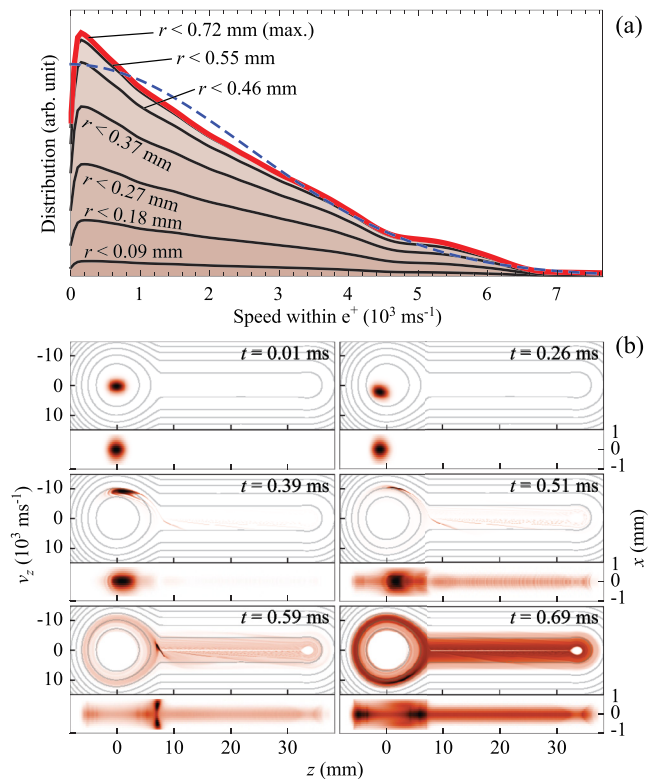 (a)
r < 0.72 mm (max.)
r < 0.55 mm
r < 0.46 mm
r < 0.37 mm
r < 0.27 mm
r < 0.18 mm
r < 0.09 mm
Distribution (arb. unit)
0 1 2 3 4 5 6 7
Speed within e⁺ (10³ ms⁻¹)
(b)
-10 0 10
t = 0.01 ms
t = 0.26 ms
1 0 -1
-10 0 10
t = 0.39 ms
t = 0.51 ms
1 0 -1
-10 0 10
t = 0.59 ms
t = 0.69 ms
1 0 -1
v_z (10³ ms⁻¹)
x (mm)
0 10 20 30 0 10 20 30
z (mm)